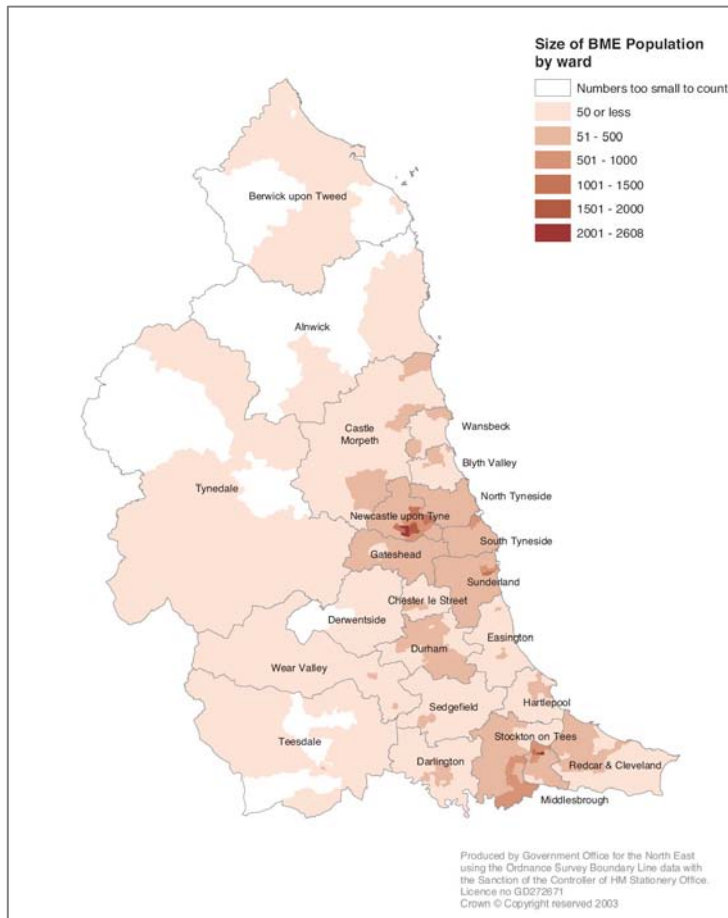 Size of BME Population
by ward
Numbers too small to count
50 or less
51 - 500
501 - 1000
1001 - 1500
1501 - 2000
2001 - 2608
Berwick upon Tweed
Alnwick
Castle
Morpeth
Wansbeck
Blyth Valley
Tynedale
North Tyneside
Newcastle upon Tyne
South Tyneside
Gateshead
Sunderland
Chester le Street
Derwentside
Easington
Durham
Wear Valley
Hartlepool
Sedgefield
Stockton on Tees
Teesdale
Darlington
Redcar & Cleveland
Middlesbrough
Produced by Government Office for the North East
using the Ordnance Survey Boundary Line data with
the Sanction of the Controller of HM Stationery Office.
Licence no GD272671
Crown © Copyright reserved 2003